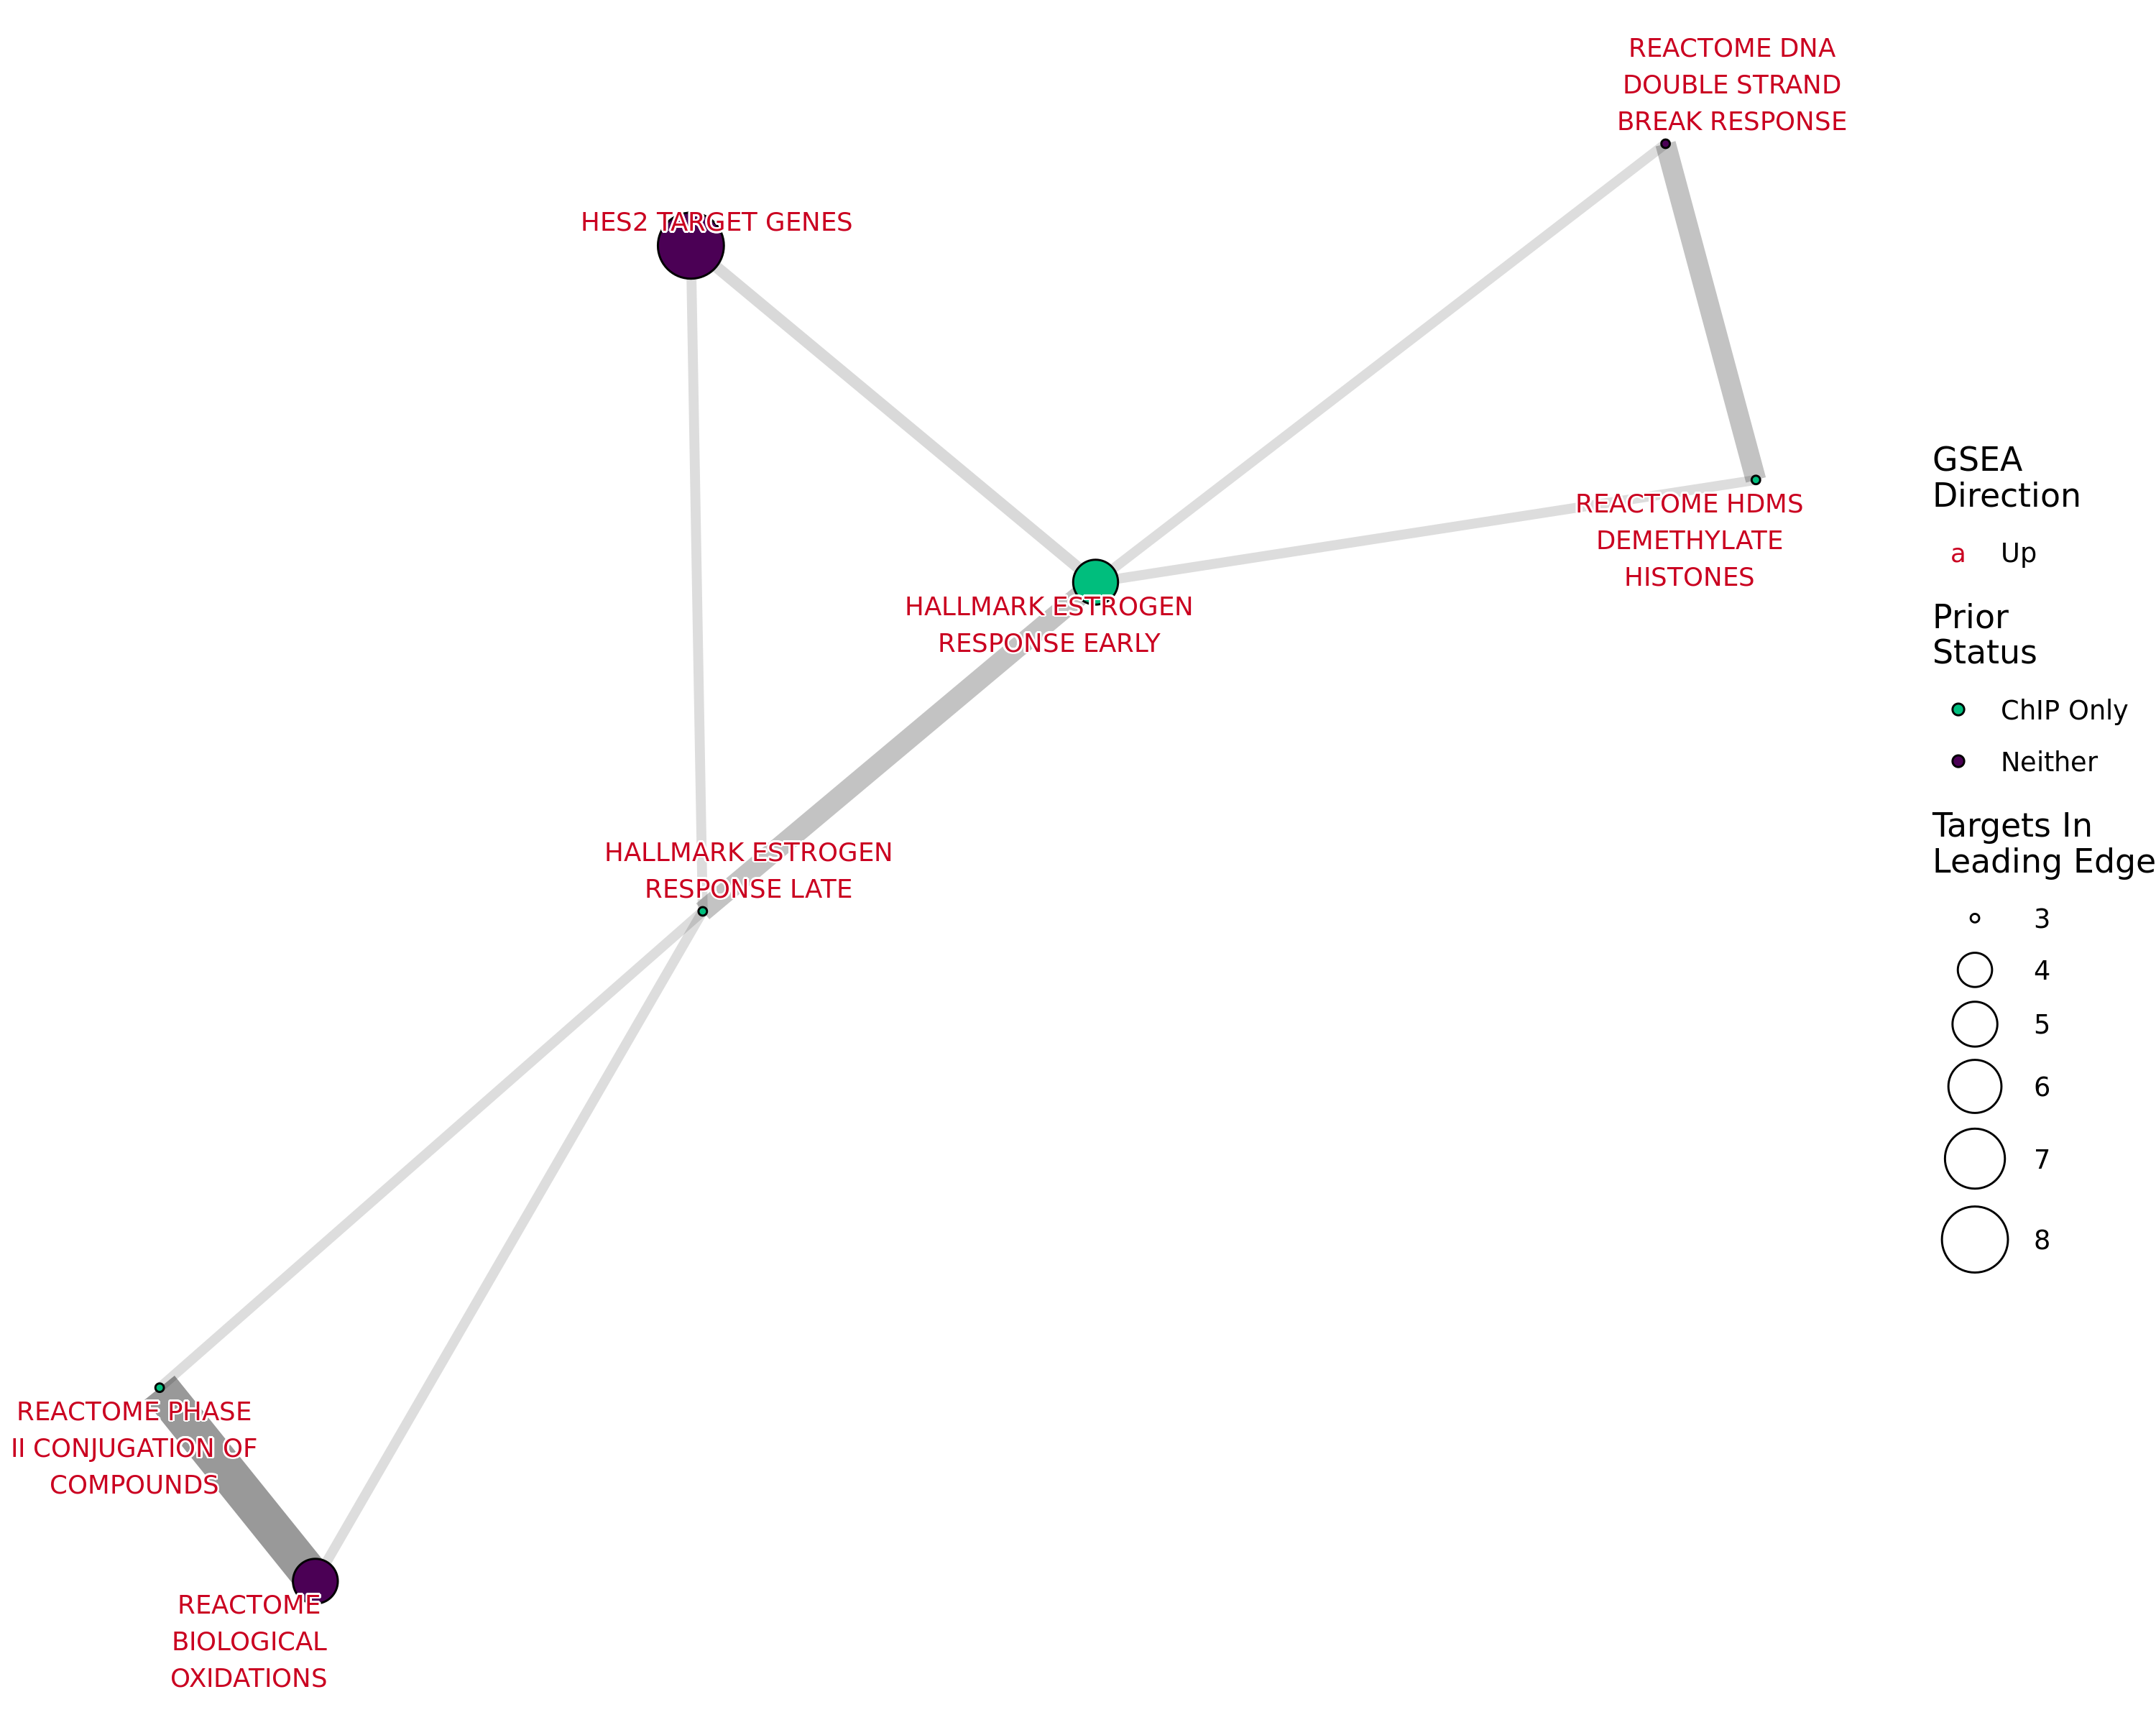 REACTOME DNA
DOUBLE STRAND
BREAK RESPONSE
HES2 TARGET GENES
REACTOME HDMS
DEMETHYLATE
HISTONES
HALLMARK ESTROGEN
RESPONSE EARLY
HALLMARK ESTROGEN
RESPONSE LATE
REACTOME PHASE
II CONJUGATION OF
COMPOUNDS
REACTOME
BIOLOGICAL
OXIDATIONS
GSEA
Direction
a Up
Prior
Status
ChIP Only
Neither
Targets In
Leading Edge
3
4
5
6
7
8